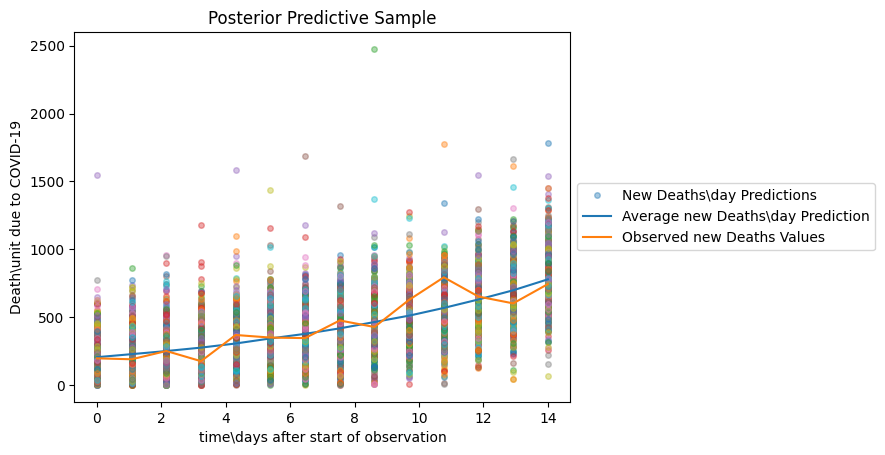 Posterior Predictive Sample
Death\unit due to COVID-19
2500
2000
1500
1000
500
0
0 2 4 6 8 10 12 14
time\days after start of observation
New Deaths\day Predictions
Average new Deaths\day Prediction
Observed new Deaths Values